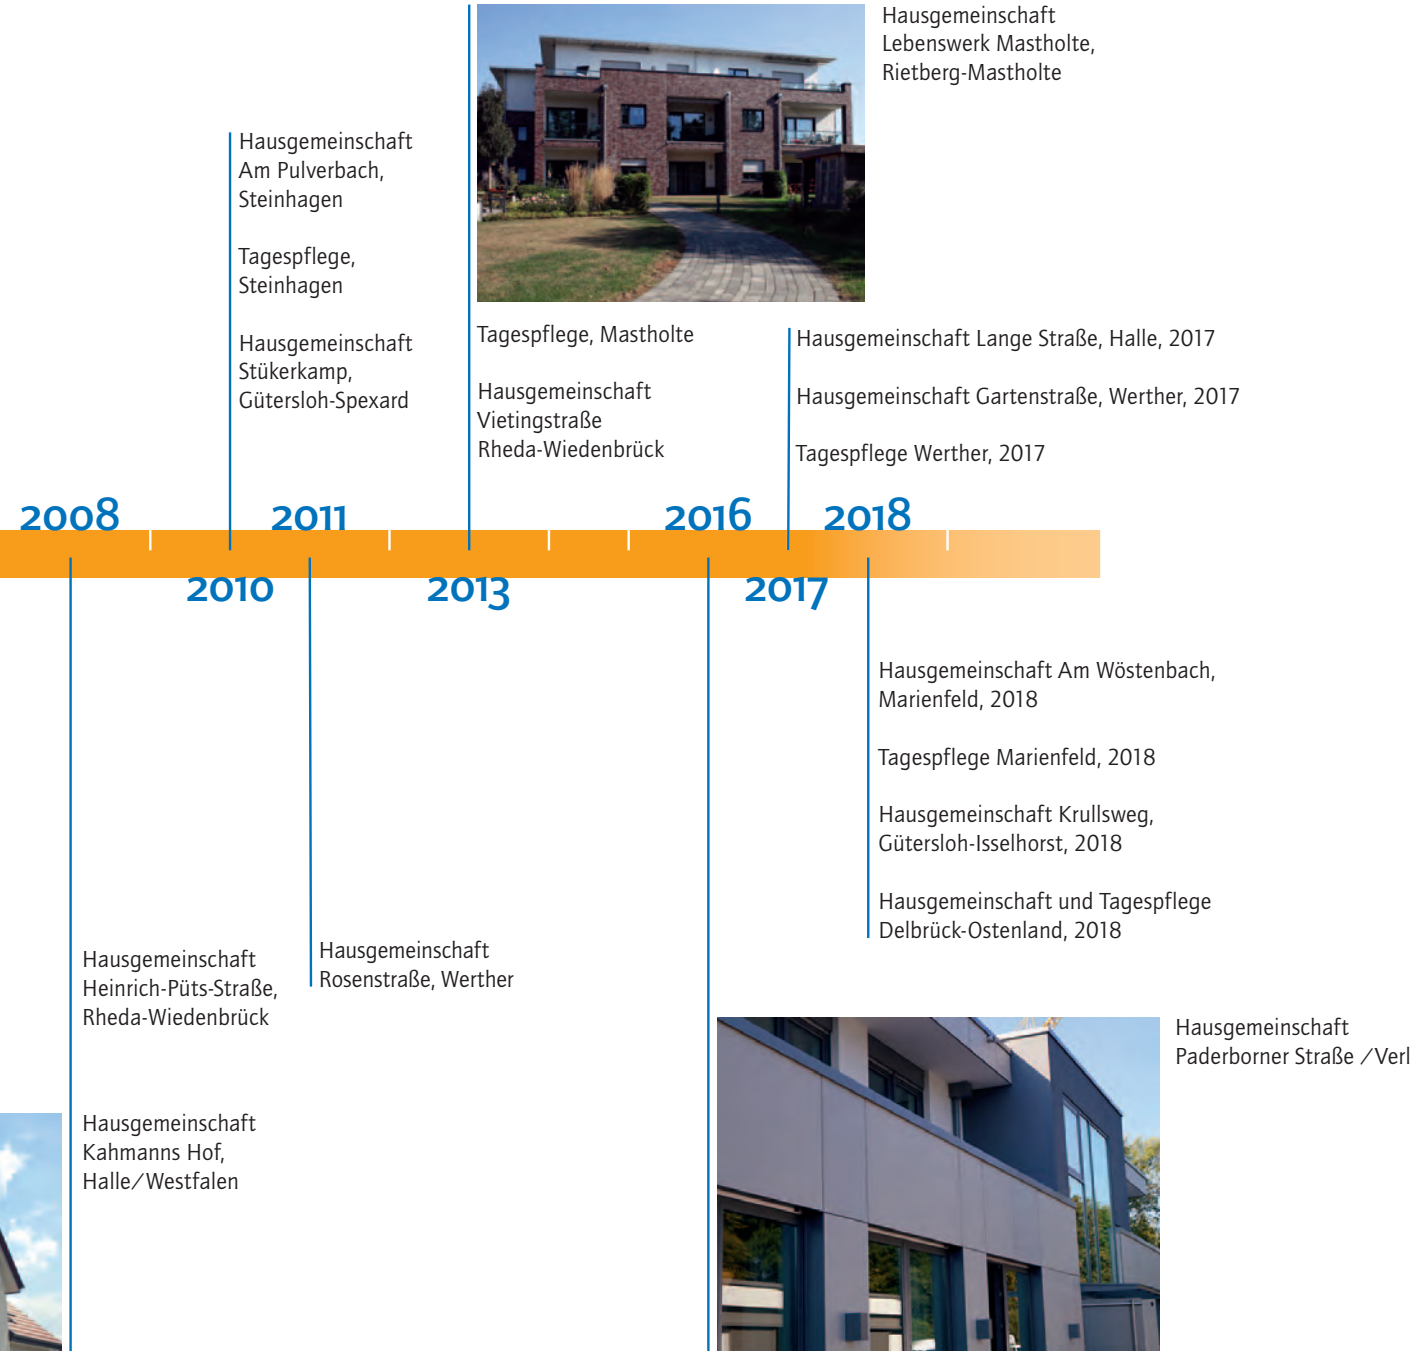 Hausgemeinschaft
Lebenswerk Mastholte,
Rietberg-Mastholte
Hausgemeinschaft
Am Pulverbach,
Steinhagen
Tagespflege,
Steinhagen
Hausgemeinschaft
Stükerkamp,
Gütersloh-Spexard
Tagespflege, Mastholte
Hausgemeinschaft
Vietingstraße
Rheda-Wiedenbrück
Hausgemeinschaft Lange Straße, Halle, 2017
Hausgemeinschaft Gartenstraße, Werther, 2017
Tagespflege Werther, 2017
2008
2011
2016
2018
2010
2013
2017
Hausgemeinschaft Am Wöstenbach,
Marienfeld, 2018
Tagespflege Marienfeld, 2018
Hausgemeinschaft Krullsweg,
Gütersloh-Isselhorst, 2018
Hausgemeinschaft und Tagespflege
Delbrück-Ostenland, 2018
Hausgemeinschaft
Heinrich-Püts-Straße,
Rheda-Wiedenbrück
Hausgemeinschaft
Rosenstraße, Werther
Hausgemeinschaft
Paderborner Straße /Verl
Hausgemeinschaft
Kahmanns Hof,
Halle/Westfalen